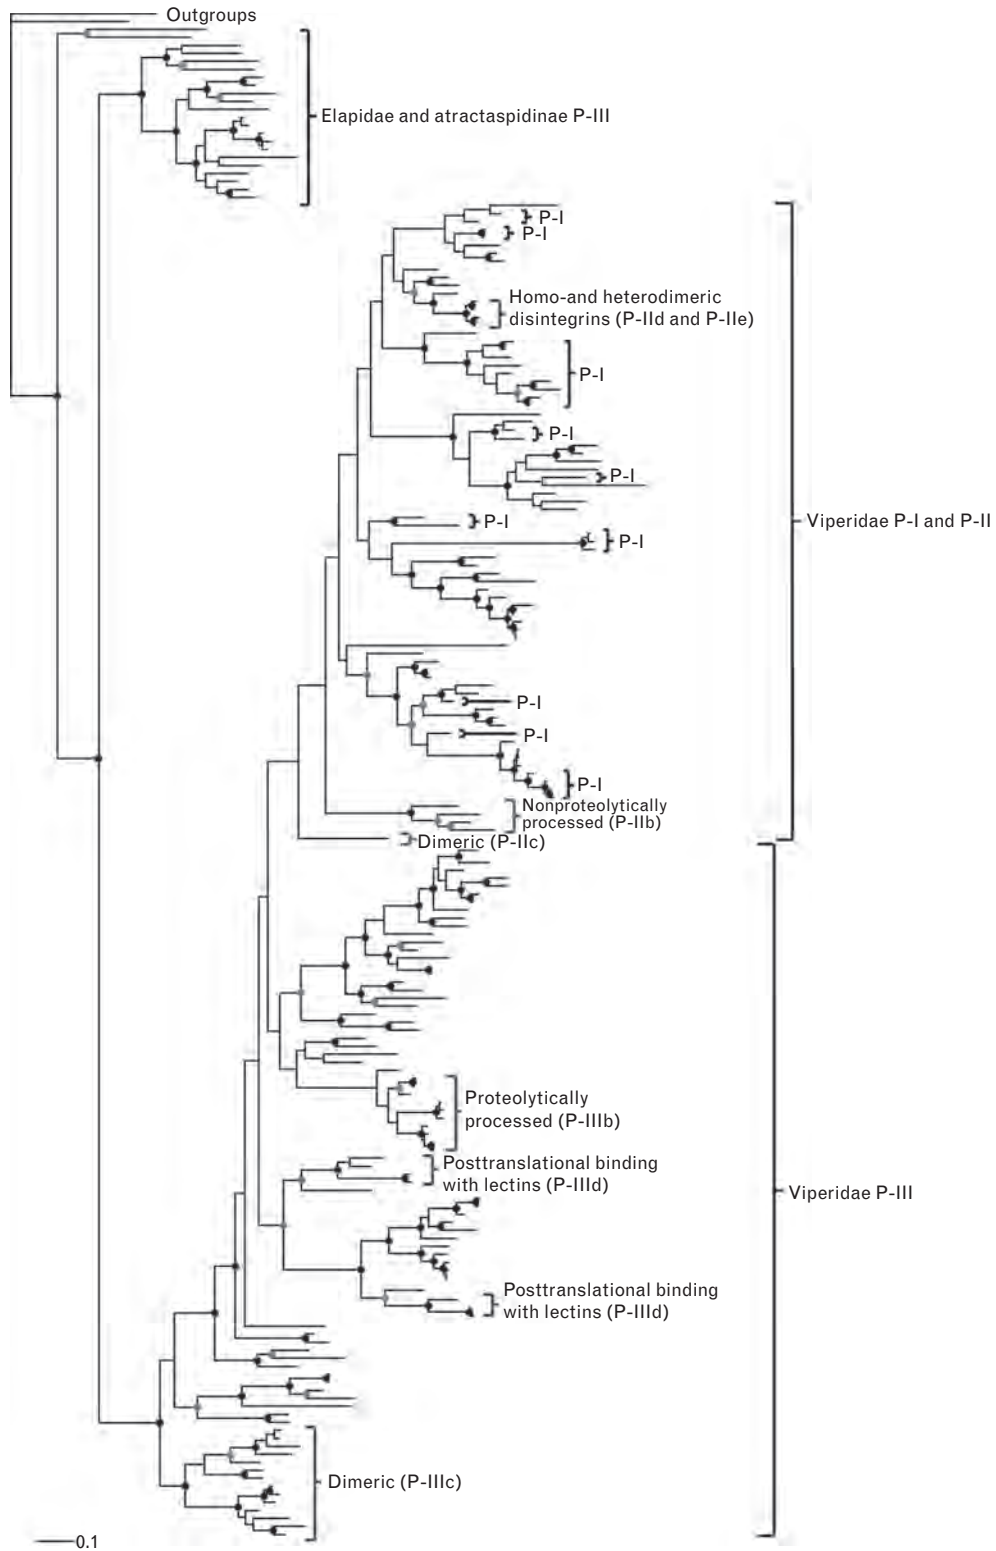 Outgroups
Elapidae and atractaspidinae P-III
P-I
P-I
Homo-and heterodimeric
disintegrins (P-IId and P-IIe)
P-I
P-I
P-I
P-I
Viperidae P-I and P-II
P-I
P-I
P-I
P-I
Nonproteolytically
processed (P-IIb)
Dimeric (P-IIc)
Proteolytically
processed (P-IIIb)
Posttranslational binding
with lectins (P-IIId)
Viperidae P-III
Posttranslational binding
with lectins (P-IIId)
Dimeric (P-IIIc)
0.1